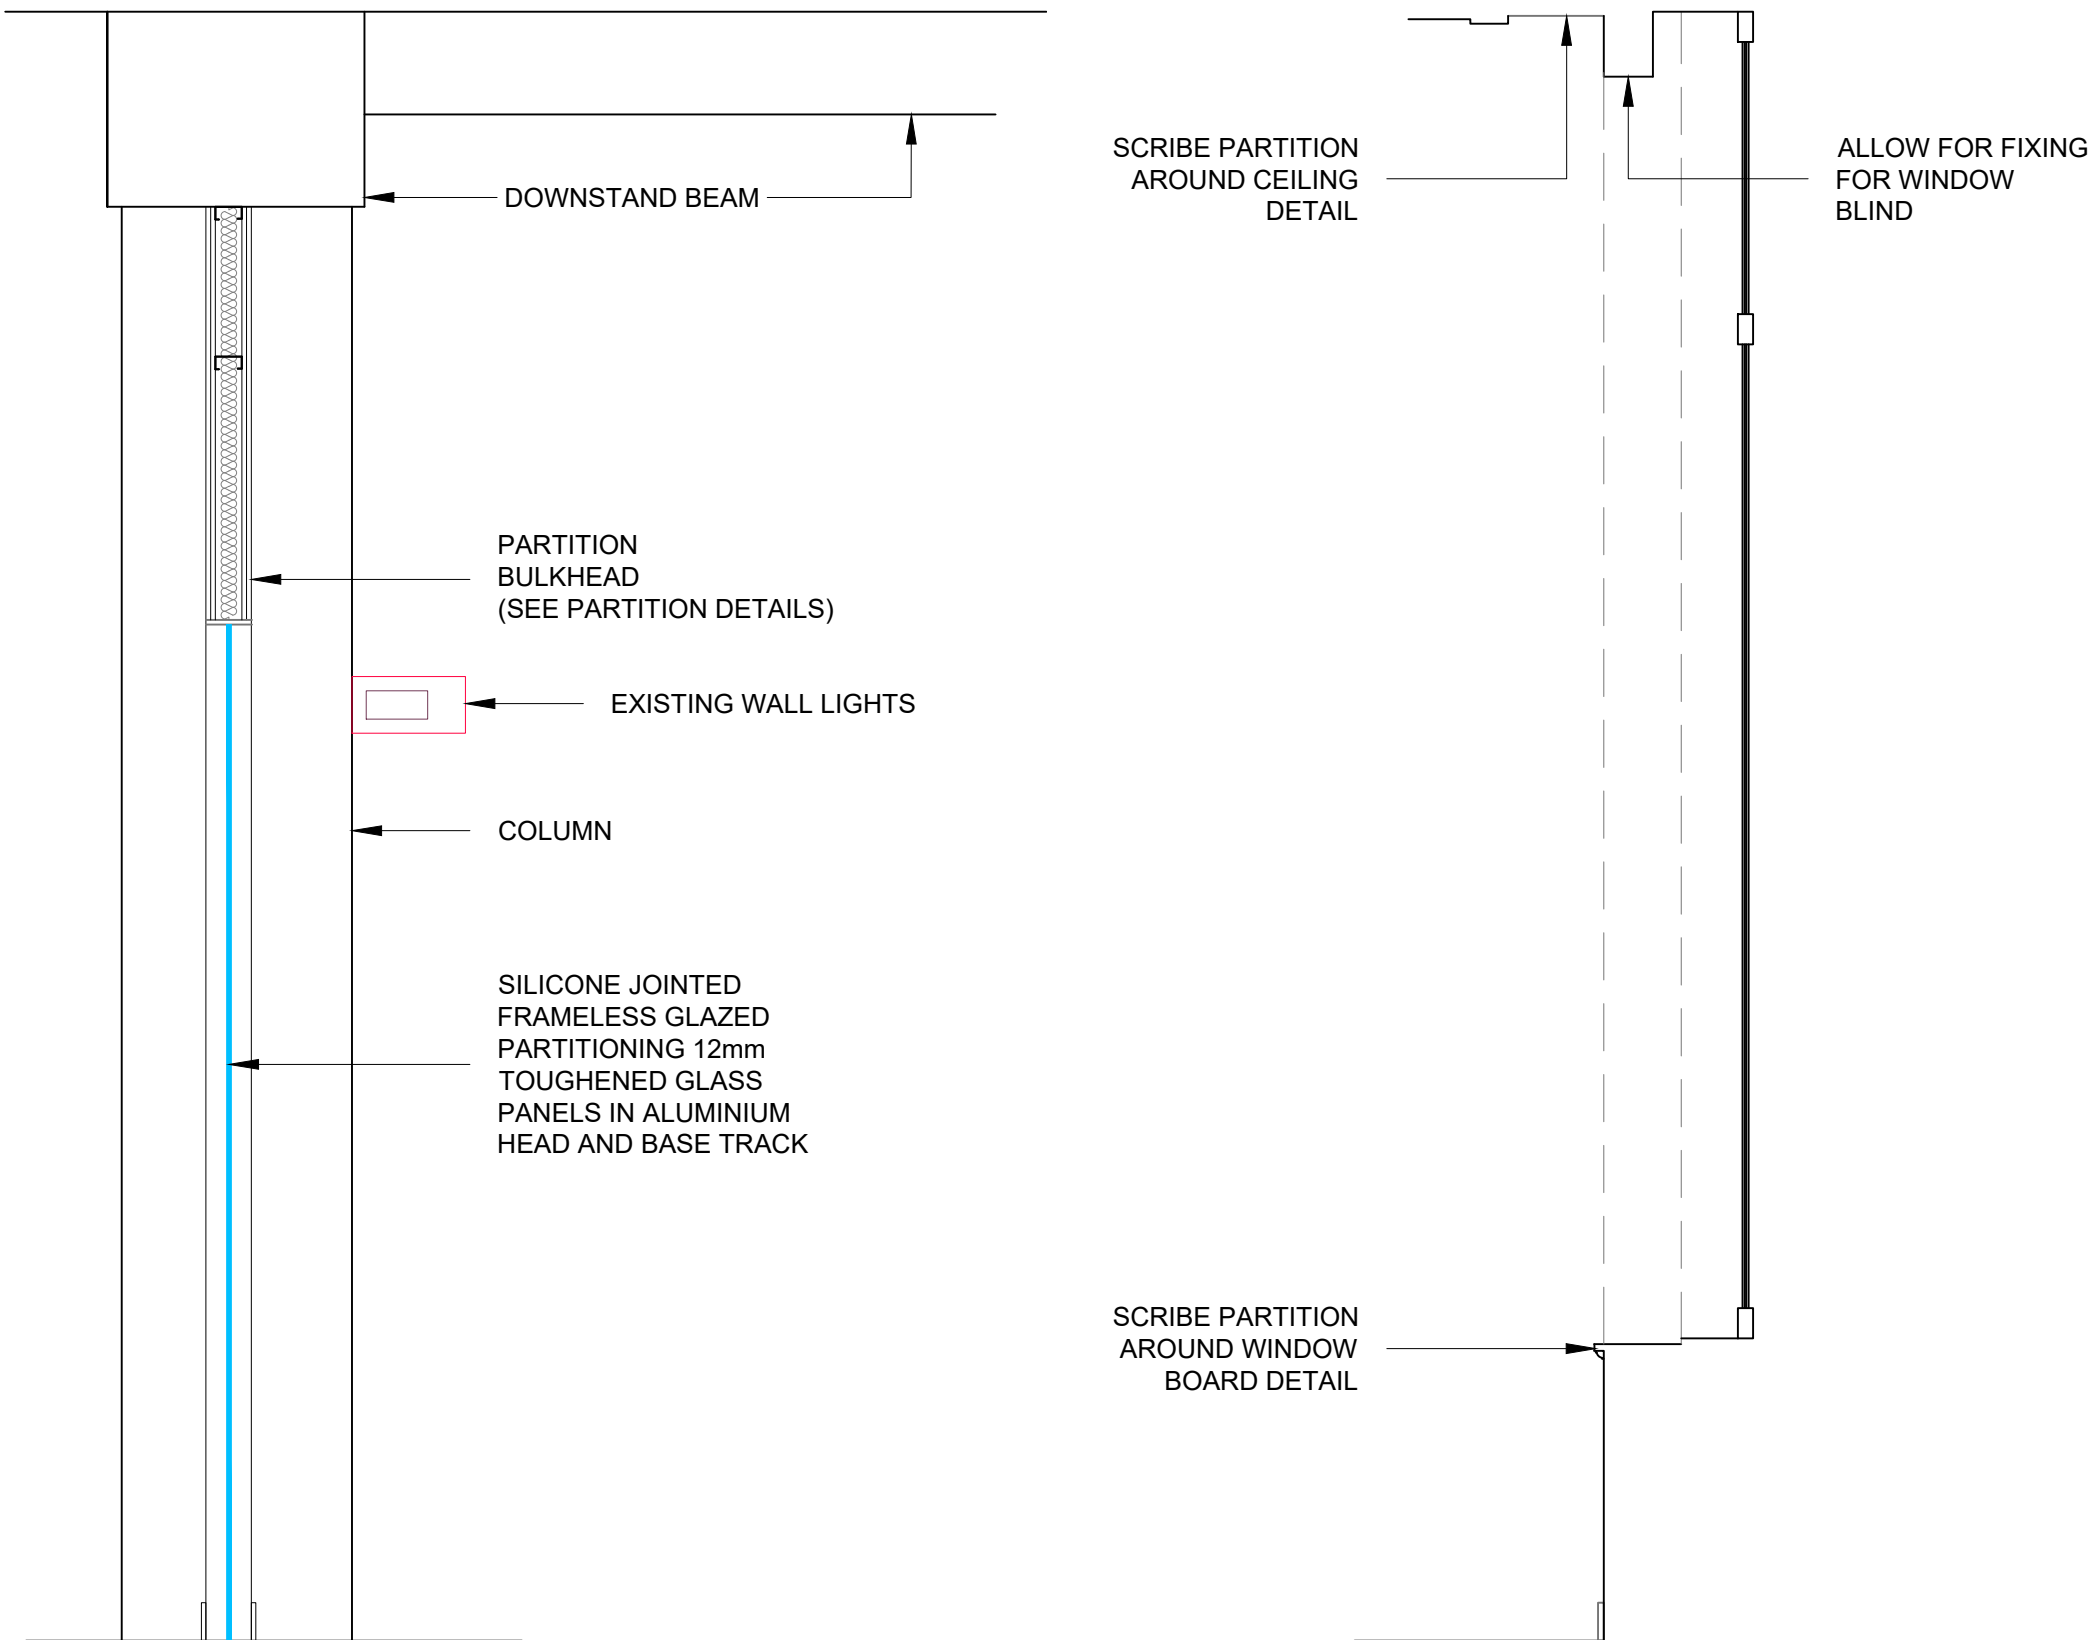 DOWNSTAND BEAM
PARTITION
BULKHEAD
(SEE PARTITION DETAILS)
EXISTING WALL LIGHTS
COLUMN
SILICONE JOINTED
FRAMELESS GLAZED
PARTITIONING 12mm
TOUGHENED GLASS
PANELS IN ALUMINIUM
HEAD AND BASE TRACK
SCRIBE PARTITION
AROUND CEILING
DETAIL
ALLOW FOR FIXING
FOR WINDOW
BLIND
SCRIBE PARTITION
AROUND WINDOW
BOARD DETAIL